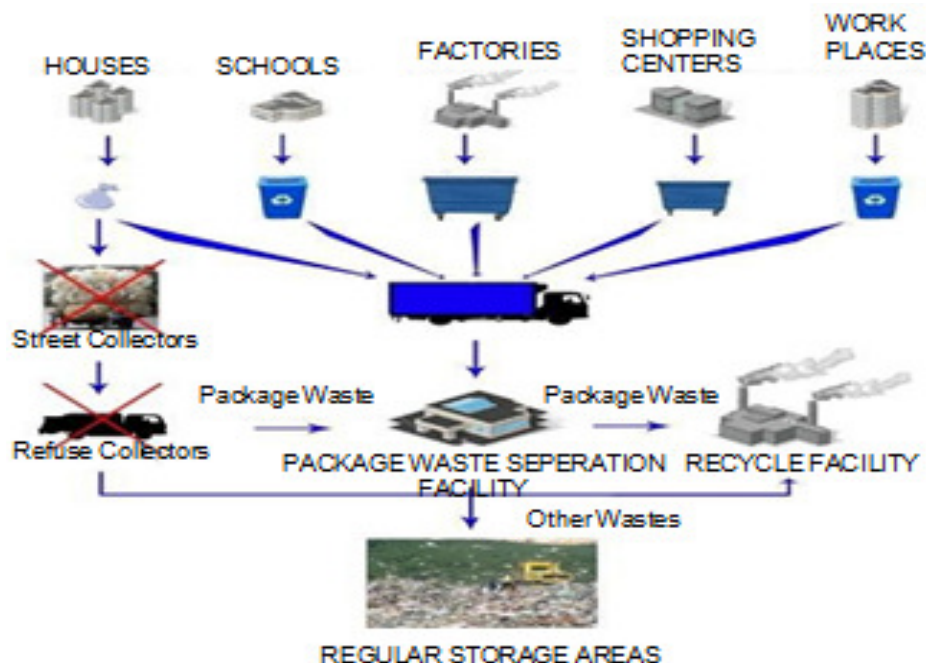 HOUSES
SCHOOLS
FACTORIES
SHOPPING
CENTERS
WORK
PLACES
Street Collectors
Refuse Collectors
Package Waste
Package Waste
PACKAGE WASTE SEPERATION
FACILITY
RECYCLE FACILITY
Other Wastes
REGULAR STORAGE AREAS